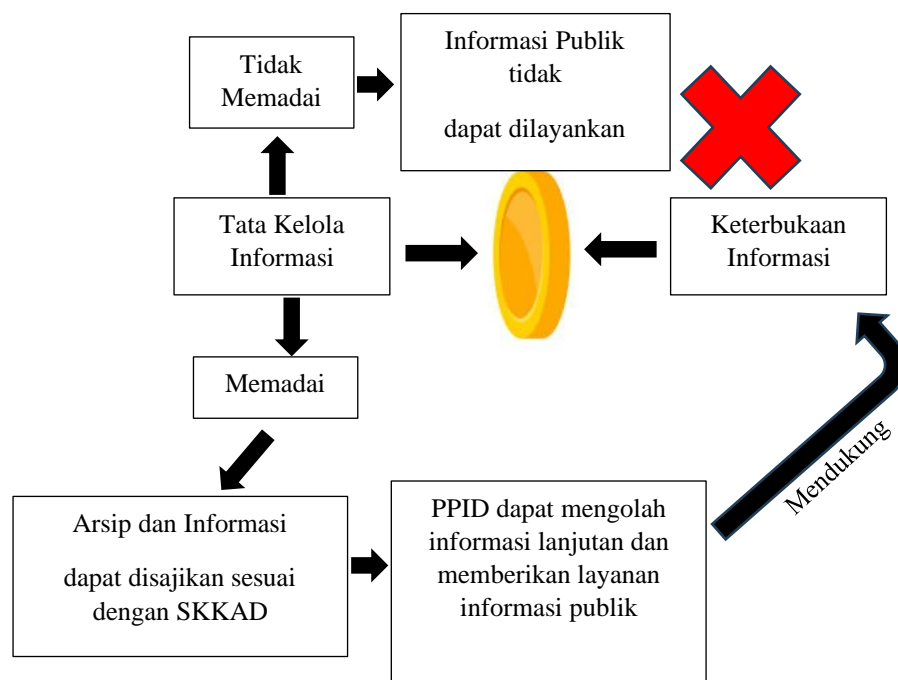 Tidak
Memadai
Informasi Publik
tidak
dapat dilayankan
Tata Kelola
Informasi
Keterbukaan
Informasi
Memadai
Arsip dan Informasi
dapat disajikan sesuai
dengan SKKAD
PPID dapat mengolah
informasi lanjutan dan
memberikan layanan
informasi publik
Mendukung